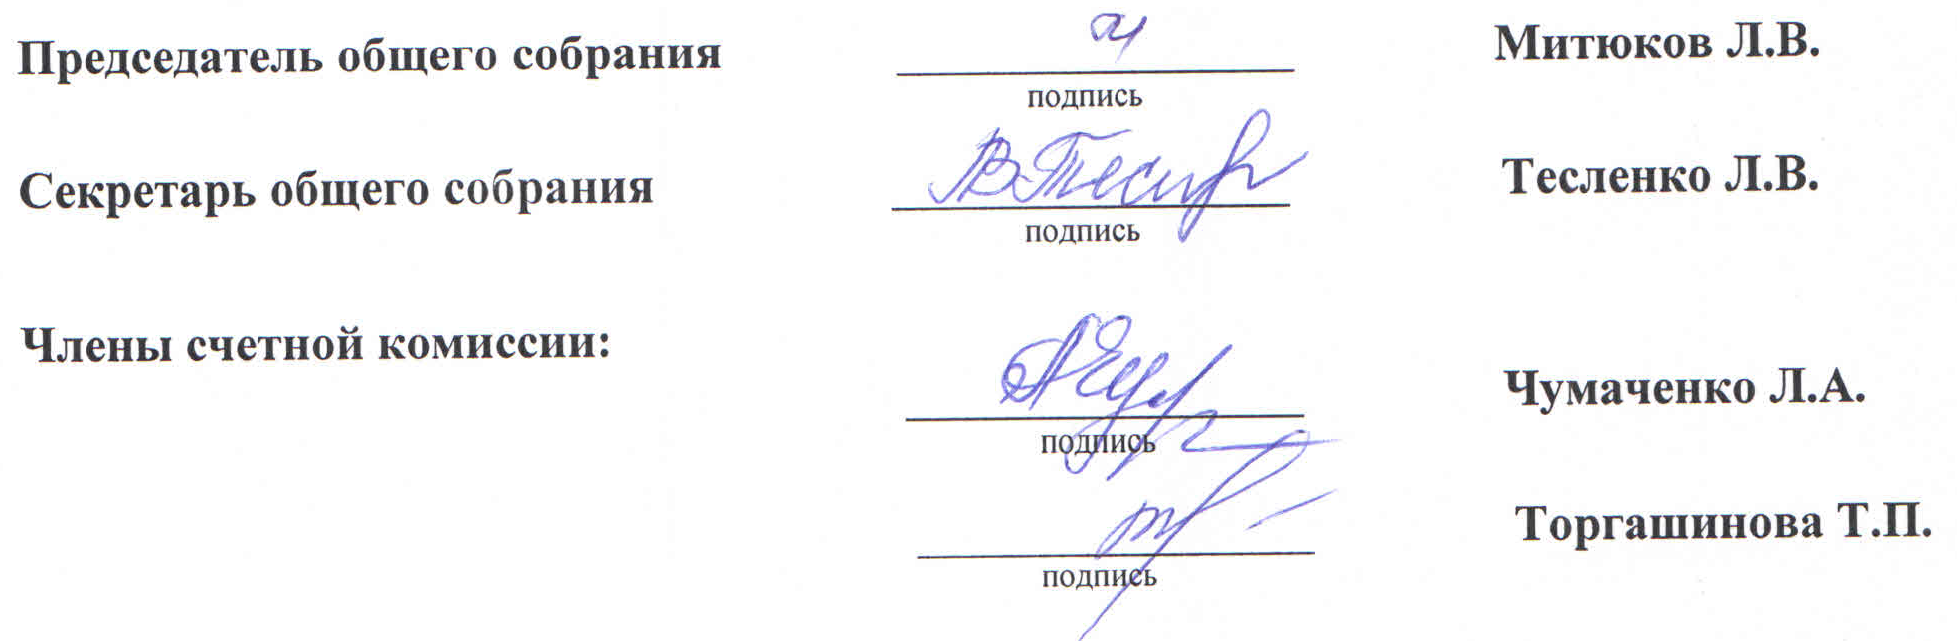 Председатель общего собрания Митюков Л.В.
подпись
Секретарь общего собрания Тесленко Л.В.
подпись
Члены счетной комиссии:
Чумаченко Л.А.
подпись
Торгашинова Т.П.
подпись